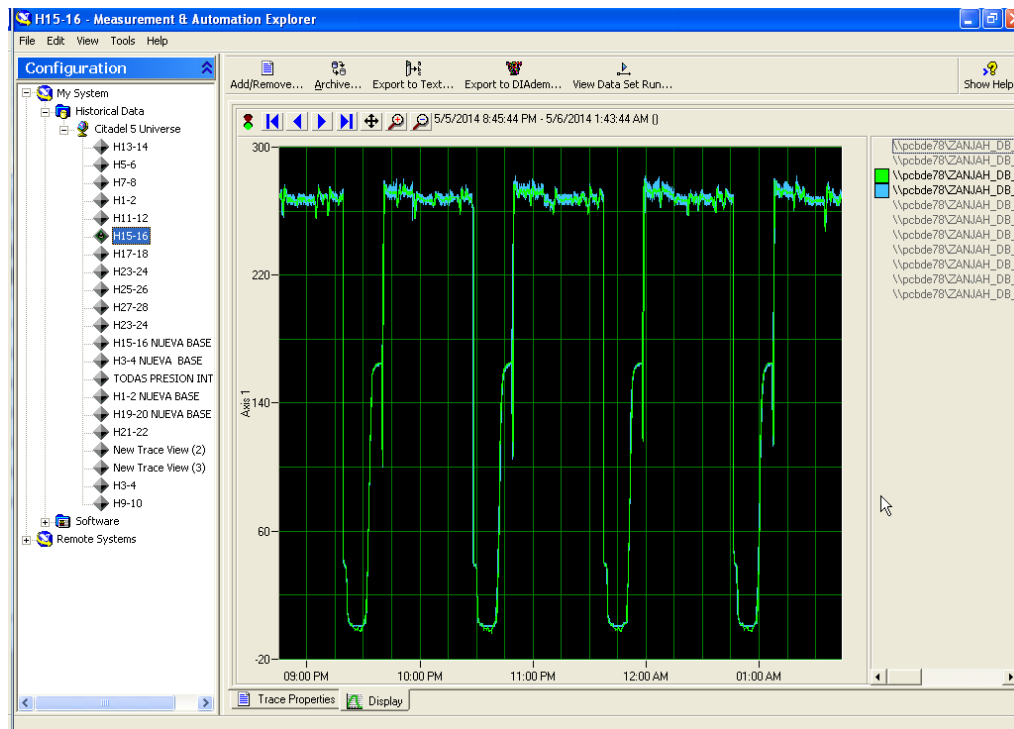 H15-16 - Measurement & Automation Explorer
File Edit View Tools Help
Configuration
My System
Historical Data
Citadel 5 Universe
H13-14
H5-6
H7-8
H1-2
H11-12
H15-16
H17-18
H23-24
H25-26
H27-28
H23-24
H15-16 NUEVA BASE
H3-4 NUEVA BASE
TODAS PRESION INT
H1-2 NUEVA BASE
H19-20 NUEVA BASE
H21-22
New Trace View (2)
New Trace View (3)
H3-4
H9-10
Software
Remote Systems
Add/Remove... Archive... Export to Text... Export to DIAdem... View Data Set Run... Show Help
5/5/2014 8:45:44 PM - 5/6/2014 1:43:44 AM ()
300
220
140
60
-20
Axis 1
09:00 PM 10:00 PM 11:00 PM 12:00 AM 01:00 AM
\\pcbde78\ZANJAH_DB_
\\pcbde78\ZANJAH_DB_
\\pcbde78\ZANJAH_DB_
\\pcbde78\ZANJAH_DB_
\\pcbde78\ZANJAH_DB_
\\pcbde78\ZANJAH_DB_
\\pcbde78\ZANJAH_DB_
\\pcbde78\ZANJAH_DB_
\\pcbde78\ZANJAH_DB_
\\pcbde78\ZANJAH_DB_
\\pcbde78\ZANJAH_DB_
Trace Properties Display